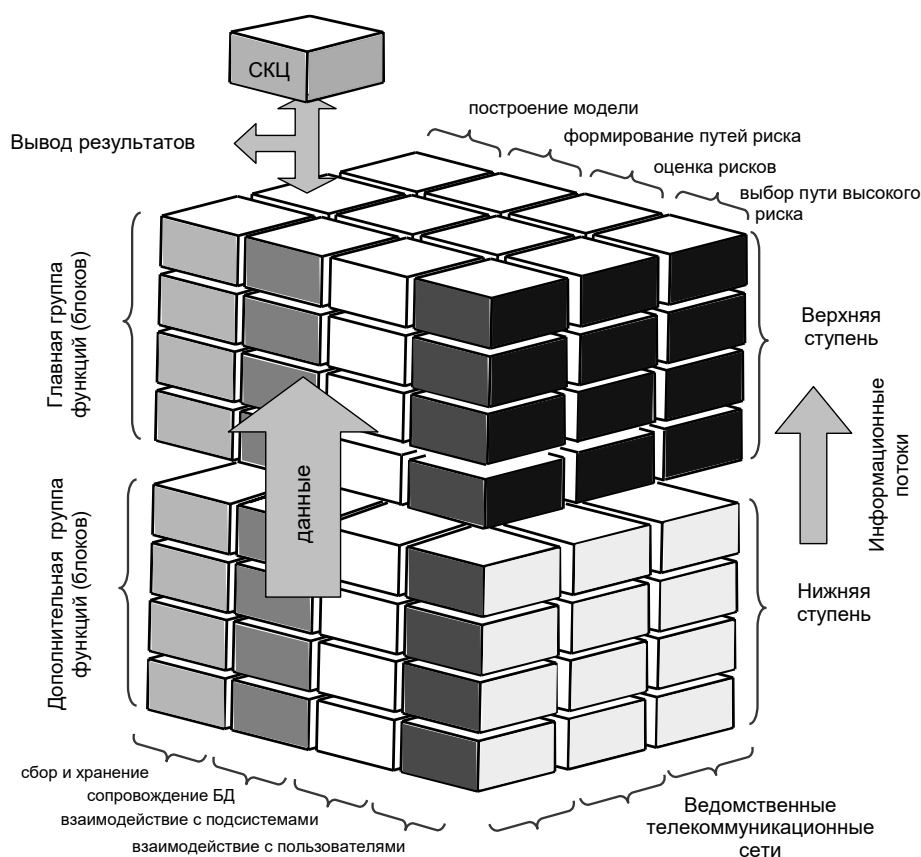 СКЦ
построение модели
Вывод результатов
формирование путей риска
оценка рисков
выбор пути высокого
риска
Главная группа
функций (блоков)
Верхняя
ступень
Информационные
потоки
данные
Дополнительная группа
функций (блоков)
Нижняя
ступень
сбор и хранение
сопровождение БД
взаимодействие с подсистемами
взаимодействие с пользователями
Ведомственные
телекоммуникационные
сети